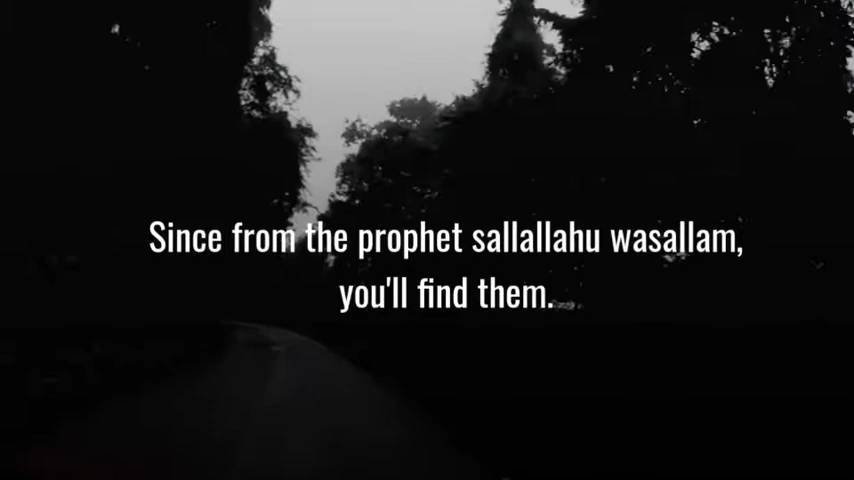 Since from the prophet sallallahu wasallam,
you'll find them.